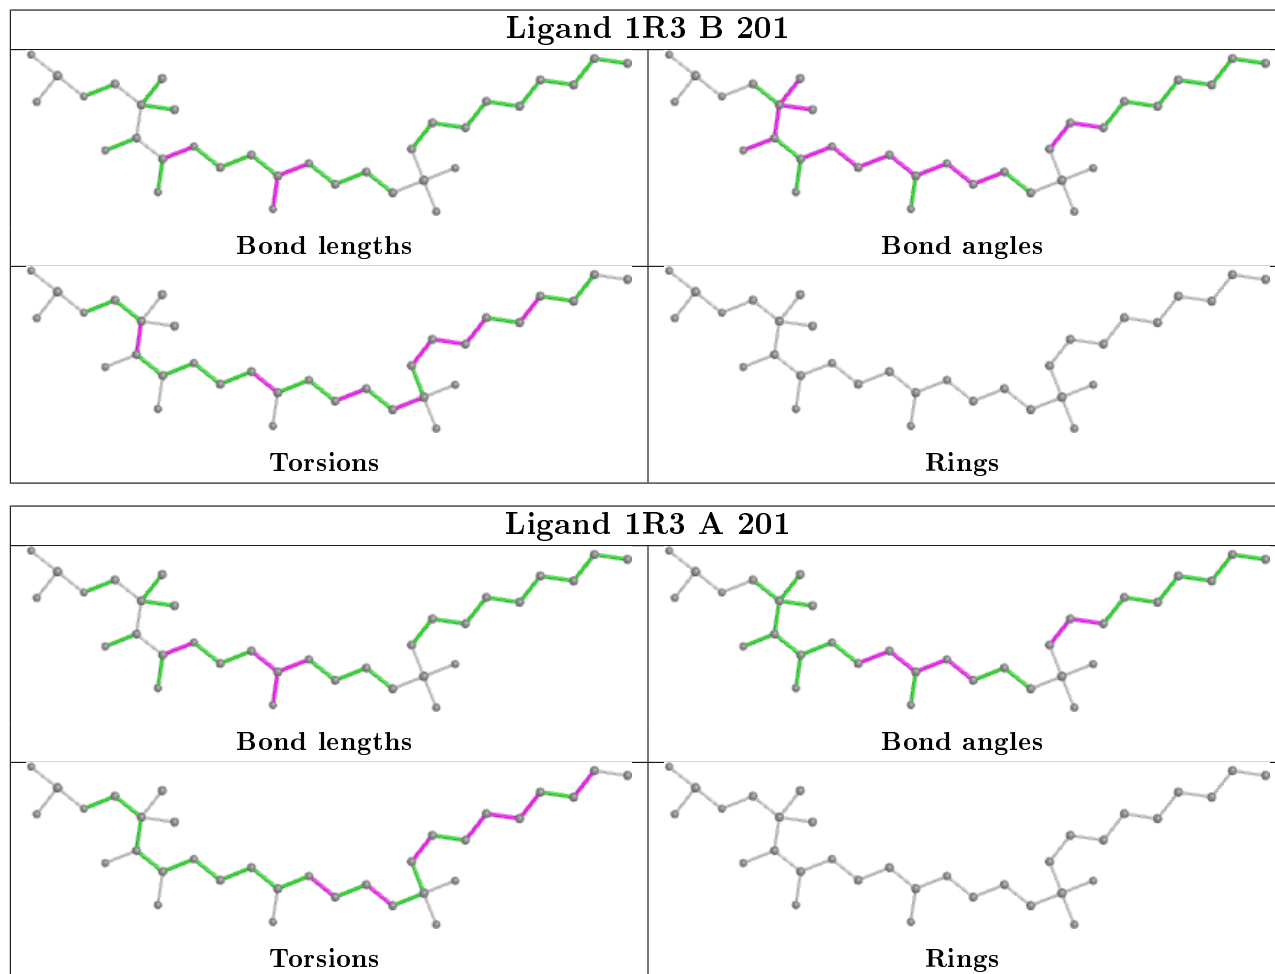 Ligand 1R3 B 201
Bond lengths
Bond angles
Torsions
Rings
Ligand 1R3 A 201
Bond lengths
Bond angles
Torsions
Rings